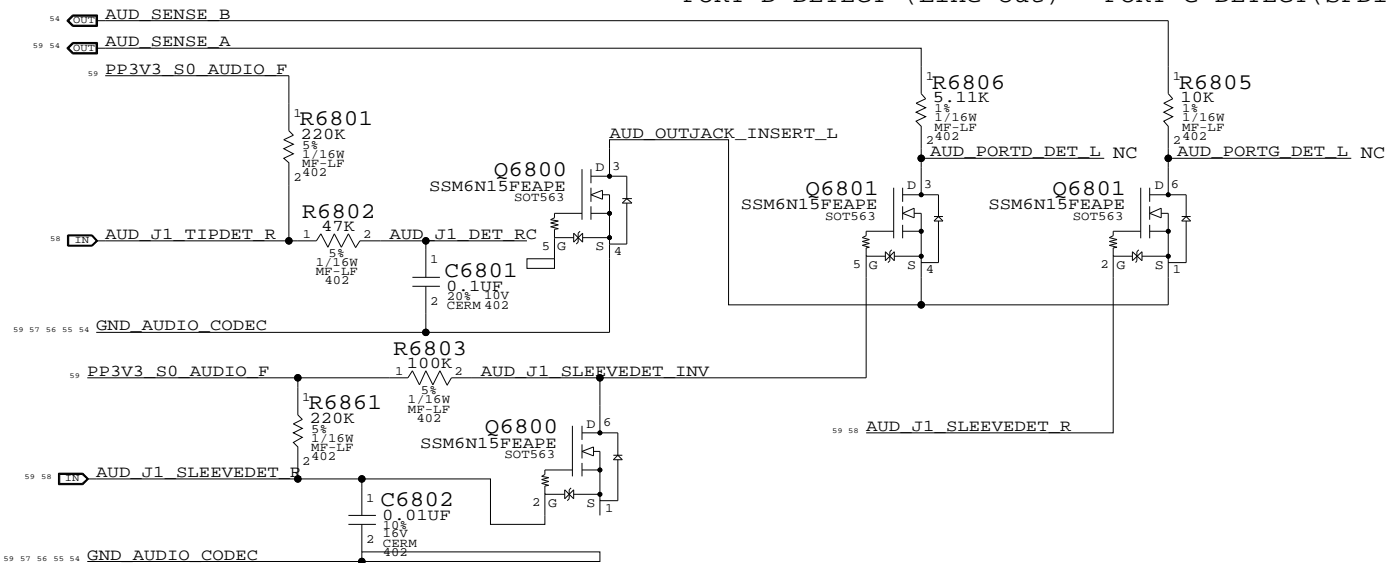 PORT D DETECT (Line Out)   PORT G DETECT(SPDI
54 OUT AUD_SENSE_B
59 54 OUT AUD_SENSE_A
59 PP3V3_S0_AUDIO_F
1
R6801
220K
5%
1/16W
MF-LF
402
2
1
R6806
5.11K
1%
1/16W
MF-LF
402
2
1
R6805
10K
1%
1/16W
MF-LF
402
2
AUD_OUTJACK_INSERT_L
AUD_PORTD_DET_L NC
AUD_PORTG_DET_L NC
Q6800
SSM6N15FEAPE
SOT563
D 3
5 G S 4
Q6801
SSM6N15FEAPE
SOT563
D 3
5 G S 4
Q6801
SSM6N15FEAPE
SOT563
D 6
2 G S 1
58 IN AUD_J1_TIPDET_R
R6802
47K
1 2
5%
1/16W
MF-LF
402
AUD_J1_DET_RC
1
C6801
0.1UF
20% 10V
CERM 402
2
59 57 56 55 54 GND_AUDIO_CODEC
59 PP3V3_S0_AUDIO_F
R6803
100K
1 2
5%
1/16W
MF-LF
402
AUD_J1_SLEEVEDET_INV
1
R6861
220K
5%
1/16W
MF-LF
402
2
Q6800
SSM6N15FEAPE
SOT563
D 6
2 G S 1
59 58 AUD_J1_SLEEVEDET_R
59 58 IN AUD_J1_SLEEVEDET_R
1
C6802
0.01UF
10%
16V
CERM
402
2
59 57 56 55 54 GND_AUDIO_CODEC